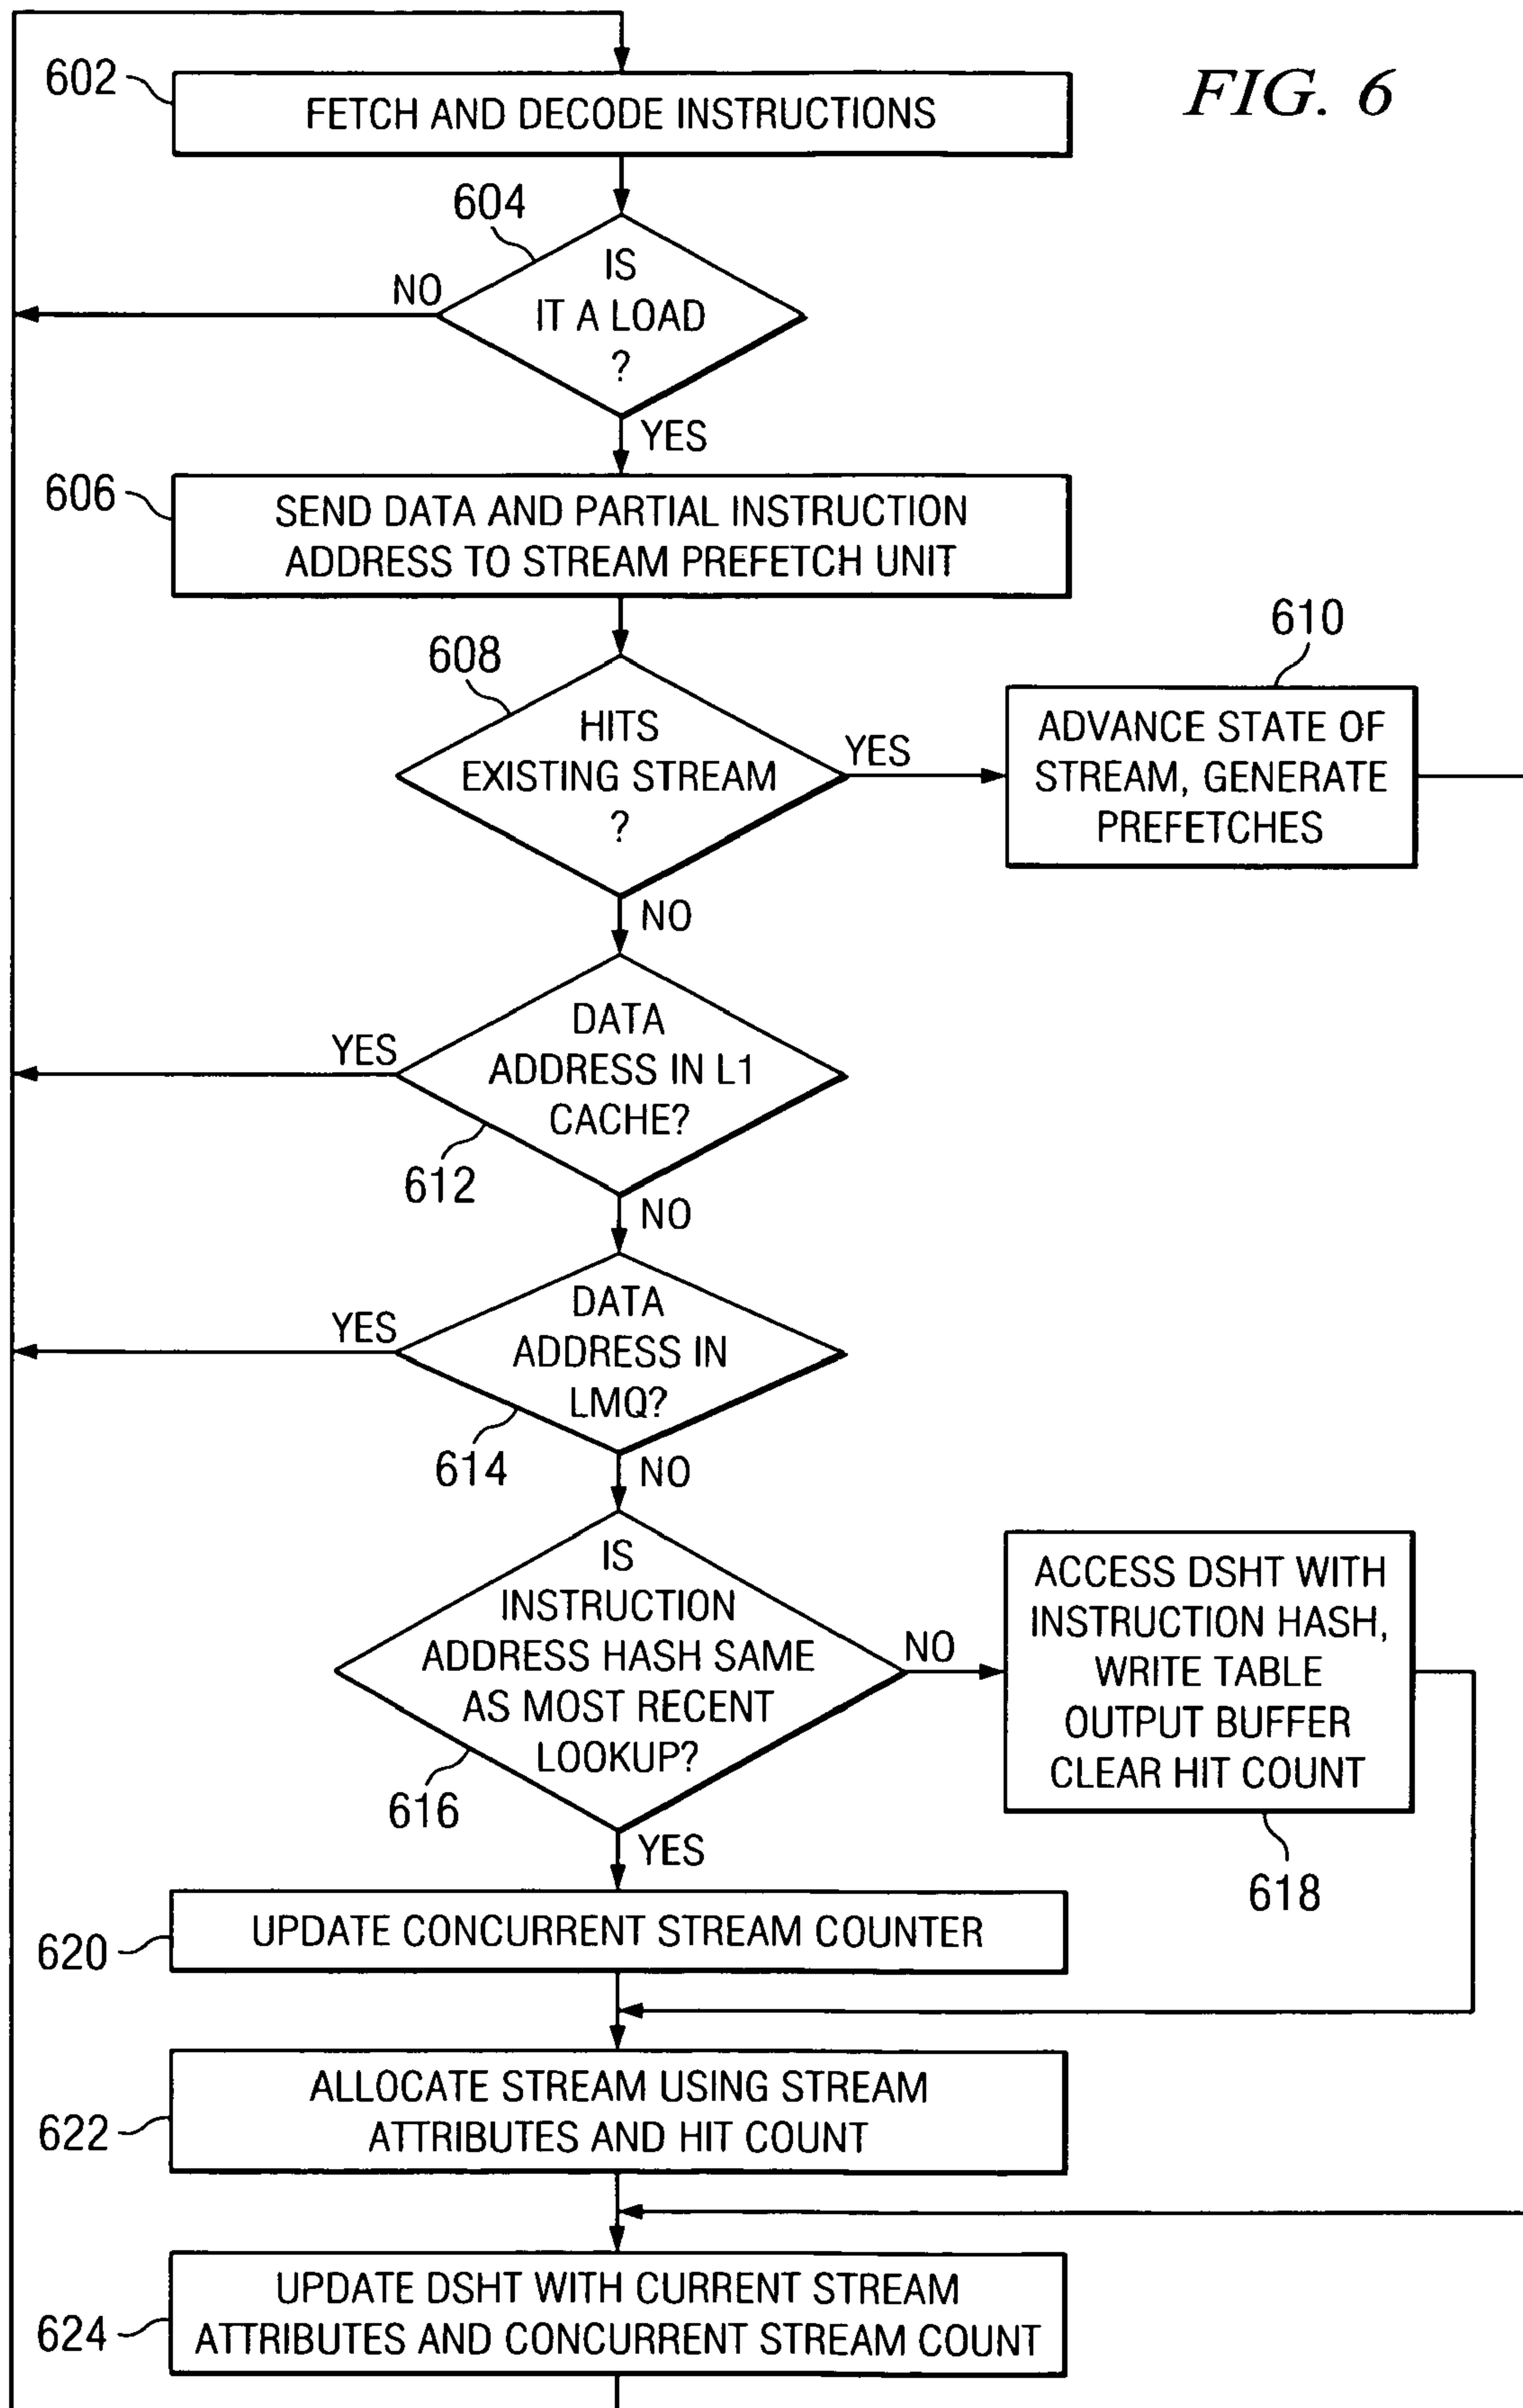 FIG. 6
602
FETCH AND DECODE INSTRUCTIONS
604
IS
IT A LOAD
?
NO
YES
606
SEND DATA AND PARTIAL INSTRUCTION
ADDRESS TO STREAM PREFETCH UNIT
608
HITS
EXISTING STREAM
?
YES
610
ADVANCE STATE OF
STREAM, GENERATE
PREFETCHES
NO
DATA
ADDRESS IN L1
CACHE?
YES
612
NO
DATA
ADDRESS IN
LMQ?
YES
614
NO
IS
INSTRUCTION
ADDRESS HASH SAME
AS MOST RECENT
LOOKUP?
NO
616
ACCESS DSHT WITH
INSTRUCTION HASH,
WRITE TABLE
OUTPUT BUFFER
CLEAR HIT COUNT
618
YES
620
UPDATE CONCURRENT STREAM COUNTER
622
ALLOCATE STREAM USING STREAM
ATTRIBUTES AND HIT COUNT
624
UPDATE DSHT WITH CURRENT STREAM
ATTRIBUTES AND CONCURRENT STREAM COUNT